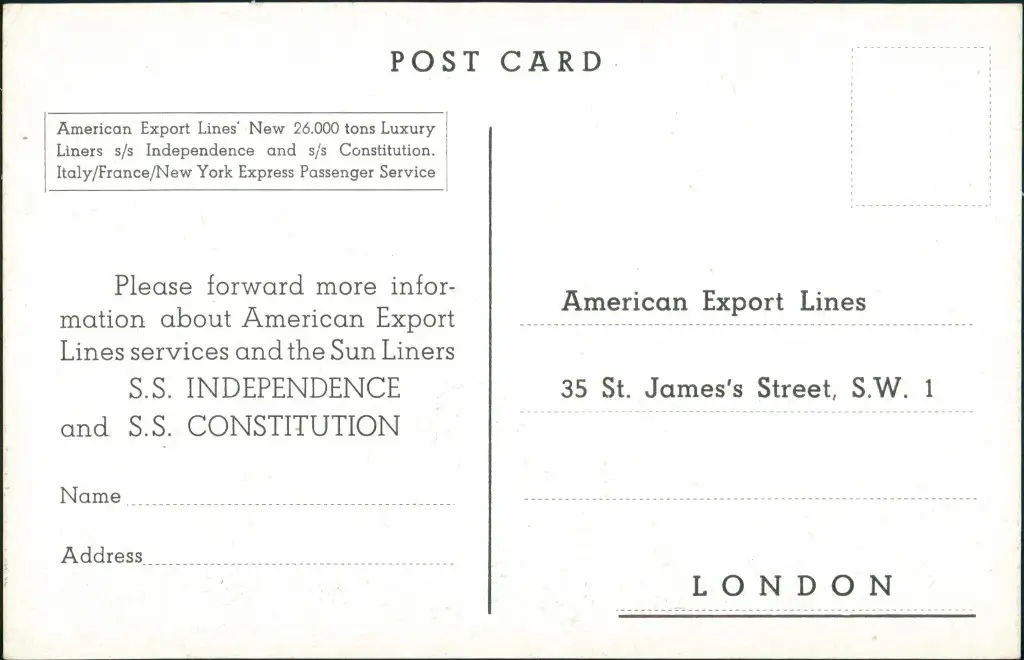 POST CARD
American Export Lines' New 26.000 tons Luxury
Liners s/s Independence and s/s Constitution.
Italy/France/New York Express Passenger Service
Please forward more infor-
mation about American Export
Lines services and the Sun Liners
S.S. INDEPENDENCE
and S.S. CONSTITUTION
Name
Address
American Export Lines
35 St. James's Street, S.W. 1
LONDON